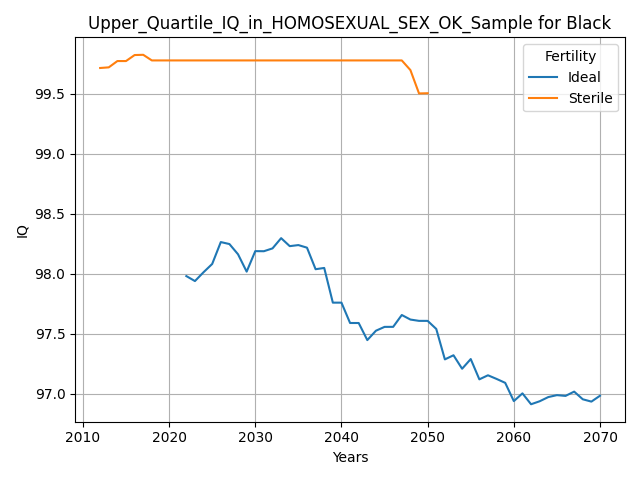 Upper_Quartile_IQ_in_HOMOSEXUAL_SEX_OK_Sample for Black
Fertility
Ideal
Sterile
IQ
99.5
99.0
98.5
98.0
97.5
97.0
2010 2020 2030 2040 2050 2060 2070
Years